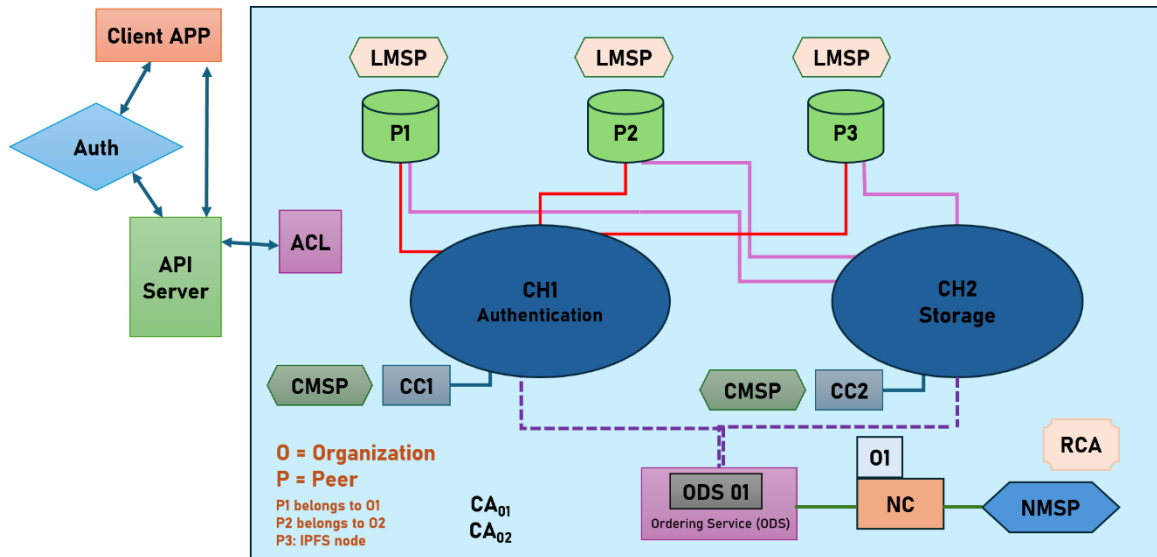 Client APP
LMSP
LMSP
LMSP
P1
P2
P3
Auth
ACL
API
Server
CH1
Authentication
CH2
Storage
CMSP
CC1
CMSP
CC2
O = Organization
P = Peer
P1 belongs to O1
P2 belongs to O2
P3: IPFS node
CA01
CA02
ODS 01
Ordering Service (ODS)
O1
NC
RCA
NMSP